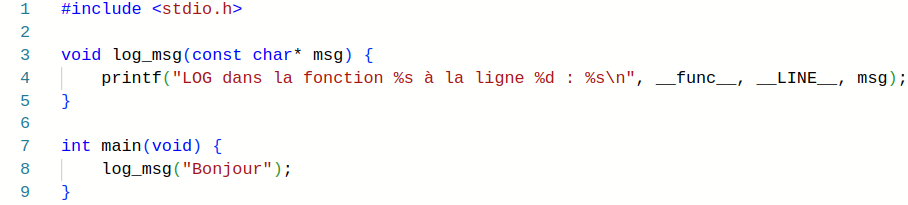 1 #include <stdio.h>
2
3 void log_msg(const char* msg) {
4     printf("LOG dans la fonction %s à la ligne %d : %s\n", __func__, __LINE__, msg);
5 }
6
7 int main(void) {
8     log_msg("Bonjour");
9 }